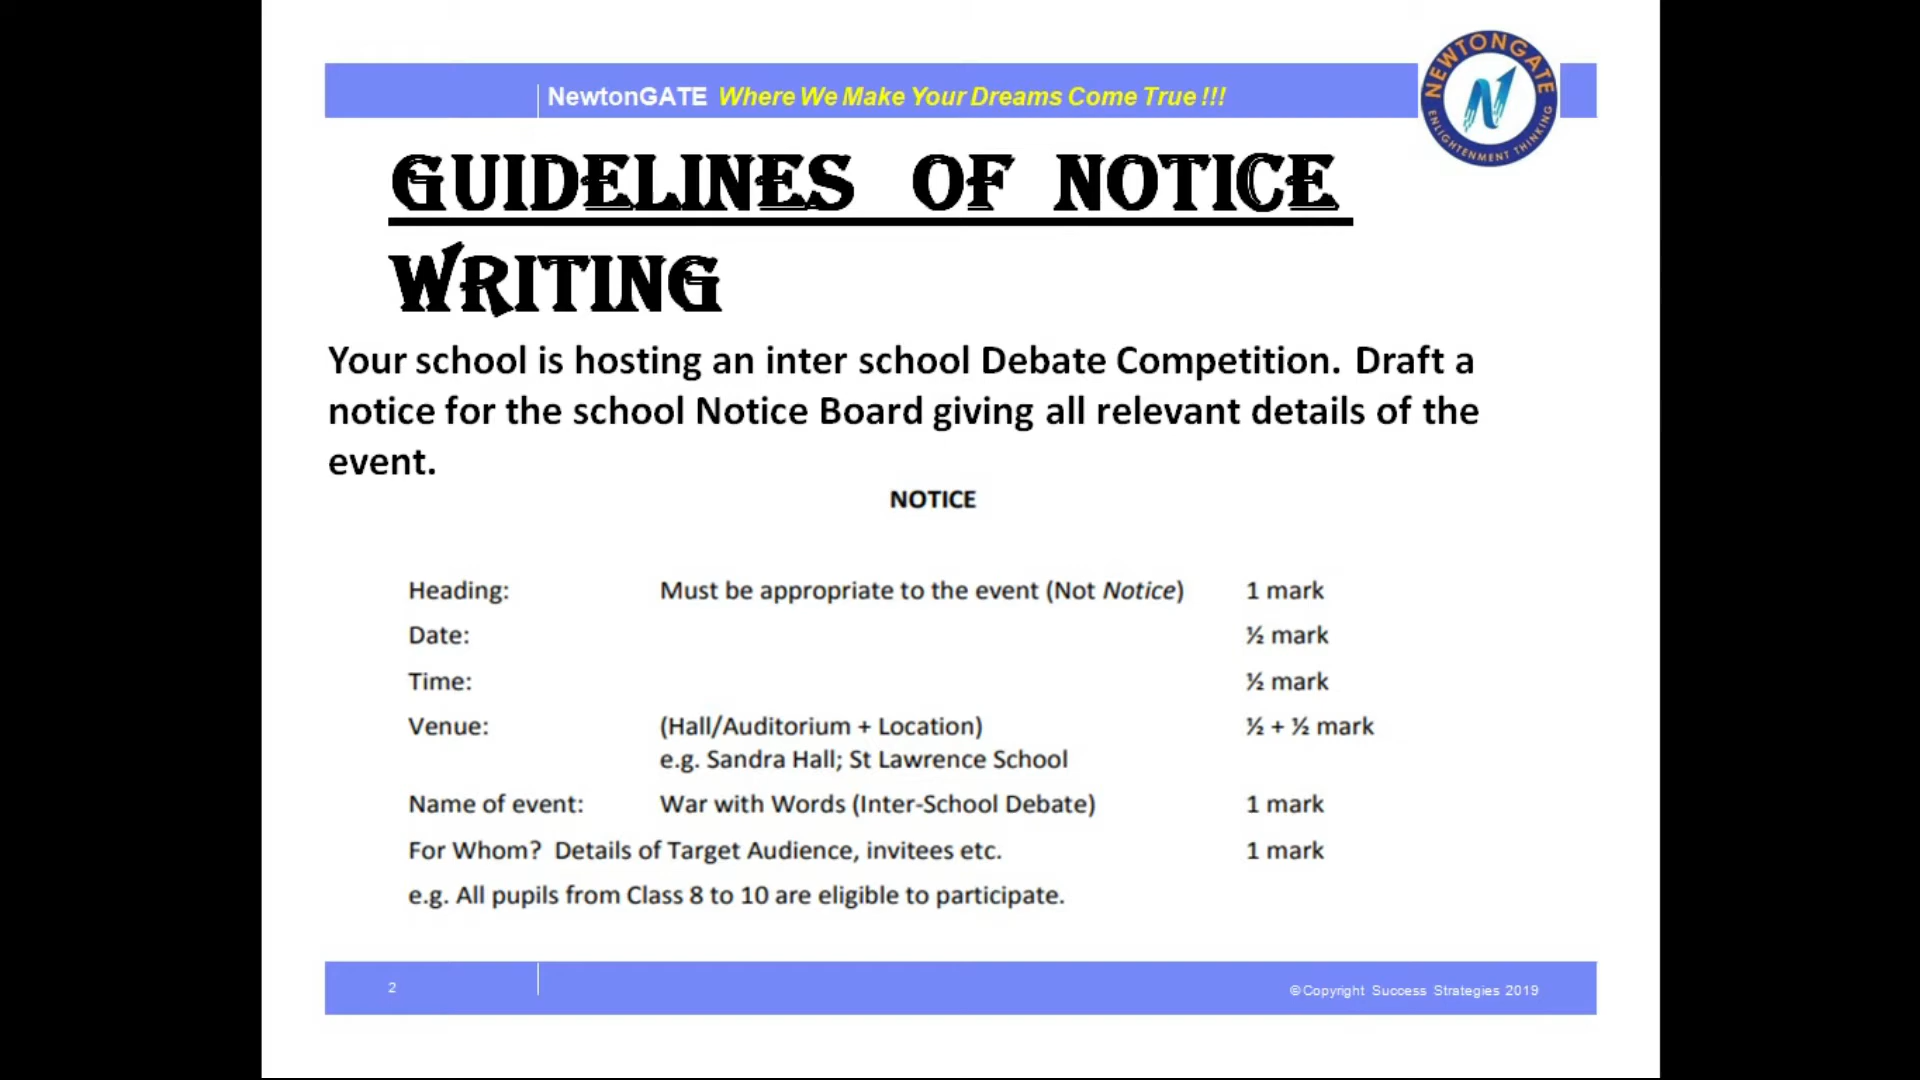 NewtonGATE Where We Make Your Dreams Come True !!!
NEWTONGATE
ENLIGHTENMENT THINKING
GUIDELINES OF NOTICE
WRITING
Your school is hosting an inter school Debate Competition. Draft a
notice for the school Notice Board giving all relevant details of the
event.
NOTICE
Heading: Must be appropriate to the event (Not Notice) 1 mark
Date: ½ mark
Time: ½ mark
Venue: (Hall/Auditorium + Location) ½ + ½ mark
e.g. Sandra Hall; St Lawrence School
Name of event: War with Words (Inter-School Debate) 1 mark
For Whom? Details of Target Audience, invitees etc. 1 mark
e.g. All pupils from Class 8 to 10 are eligible to participate.
2
©Copyright Success Strategies 2019